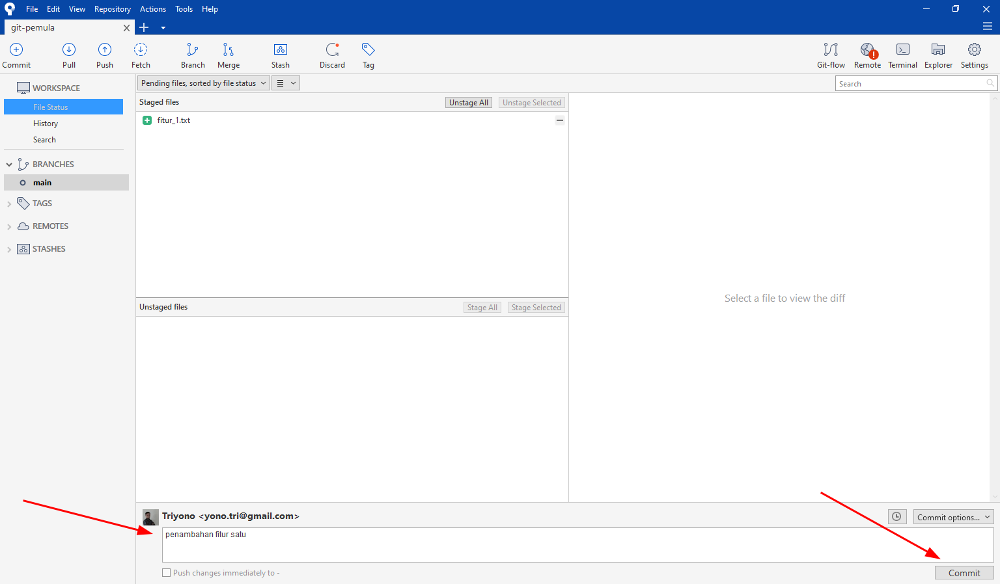 File Edit View Repository Actions Tools Help
git-pemula
Commit Pull Push Fetch Branch Merge Stash Discard Tag Git-flow Remote Terminal Explorer Settings
WORKSPACE
File Status
History
Search
BRANCHES
main
TAGS
REMOTES
STASHES
Pending files, sorted by file status
Search
Staged files Unstage All Unstage Selected
fitur_1.txt
Unstaged files Stage All Stage Selected
Select a file to view the diff
Triyono <yono.tri@gmail.com> Commit options...
penambahan fitur satu
Push changes immediately to -
Commit